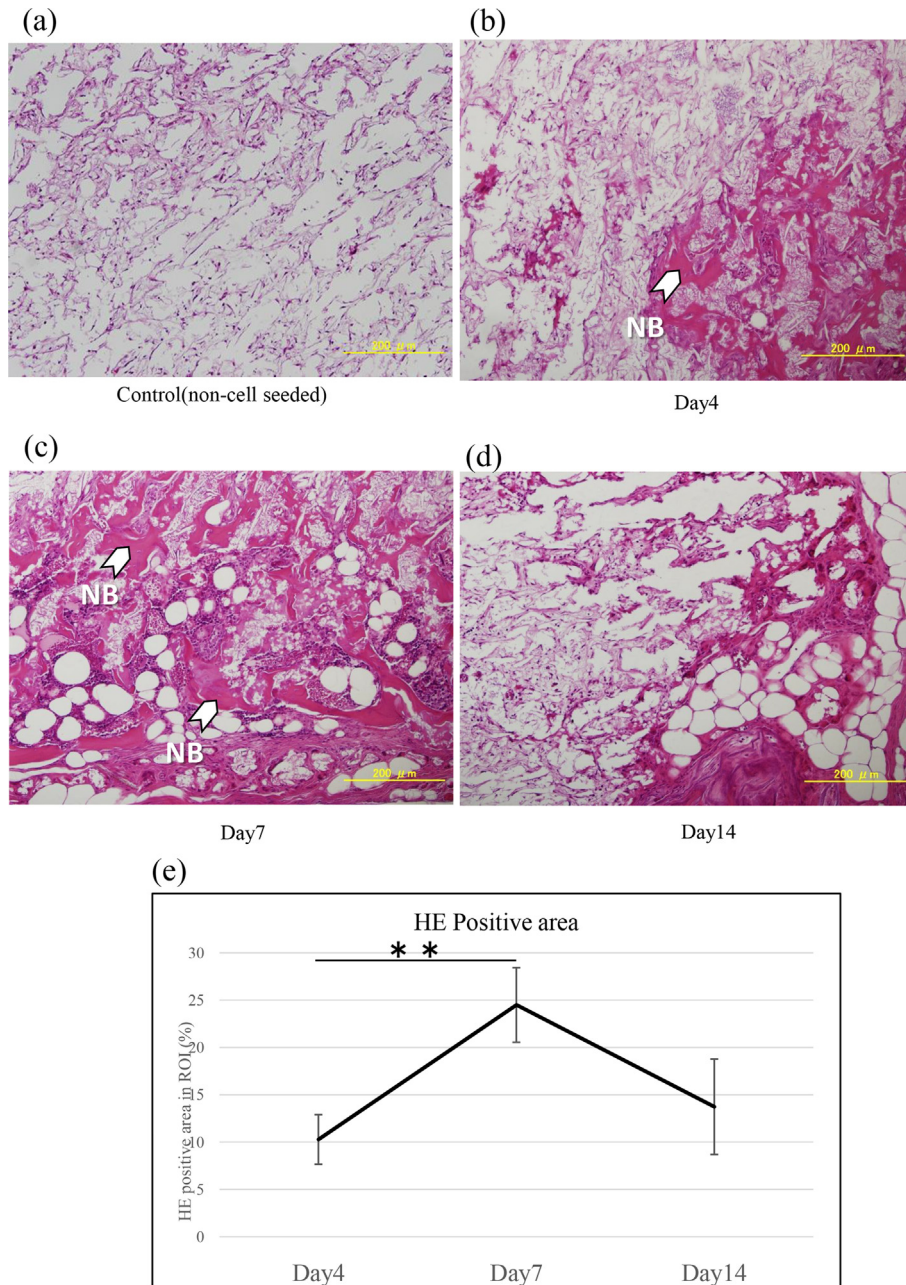 (a)
200 μm
Control(non-cell seeded)
(b)
NB
200 μm
Day4
(c)
NB
NB
200 μm
Day7
(d)
200 μm
Day14
(e)
HE Positive area
HE positive area in ROI (%)
30
25
20
15
10
5
0
* *
Day4
Day7
Day14